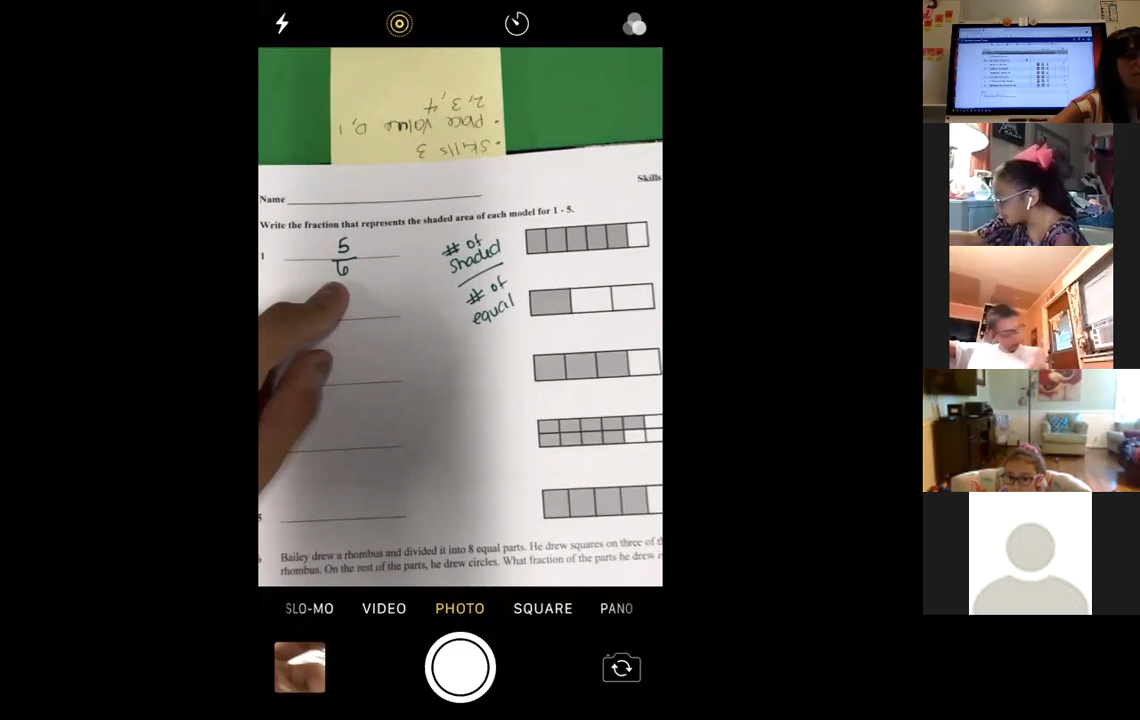 2, 3, 4
• Place value 0, 1
• Skills 3
Skills
Name
Write the fraction that represents the shaded area of each model for 1 - 5.
1
5
6
# of
shaded
# of
equal
5
Bailey drew a rhombus and divided it into 8 equal parts. He drew squares on three of
rhombus. On the rest of the parts, he drew circles. What fraction of the parts he drew
SLO-MO VIDEO PHOTO SQUARE PANO